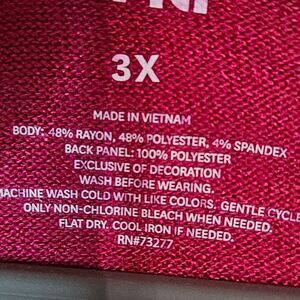 3X
MADE IN VIETNAM
BODY: 48% RAYON, 48% POLYESTER, 4% SPANDEX
BACK PANEL: 100% POLYESTER
EXCLUSIVE OF DECORATION
WASH BEFORE WEARING.
MACHINE WASH COLD WITH LIKE COLORS. GENTLE CYCLE
ONLY NON-CHLORINE BLEACH WHEN NEEDED.
FLAT DRY. COOL IRON IF NEEDED.
RN#73277